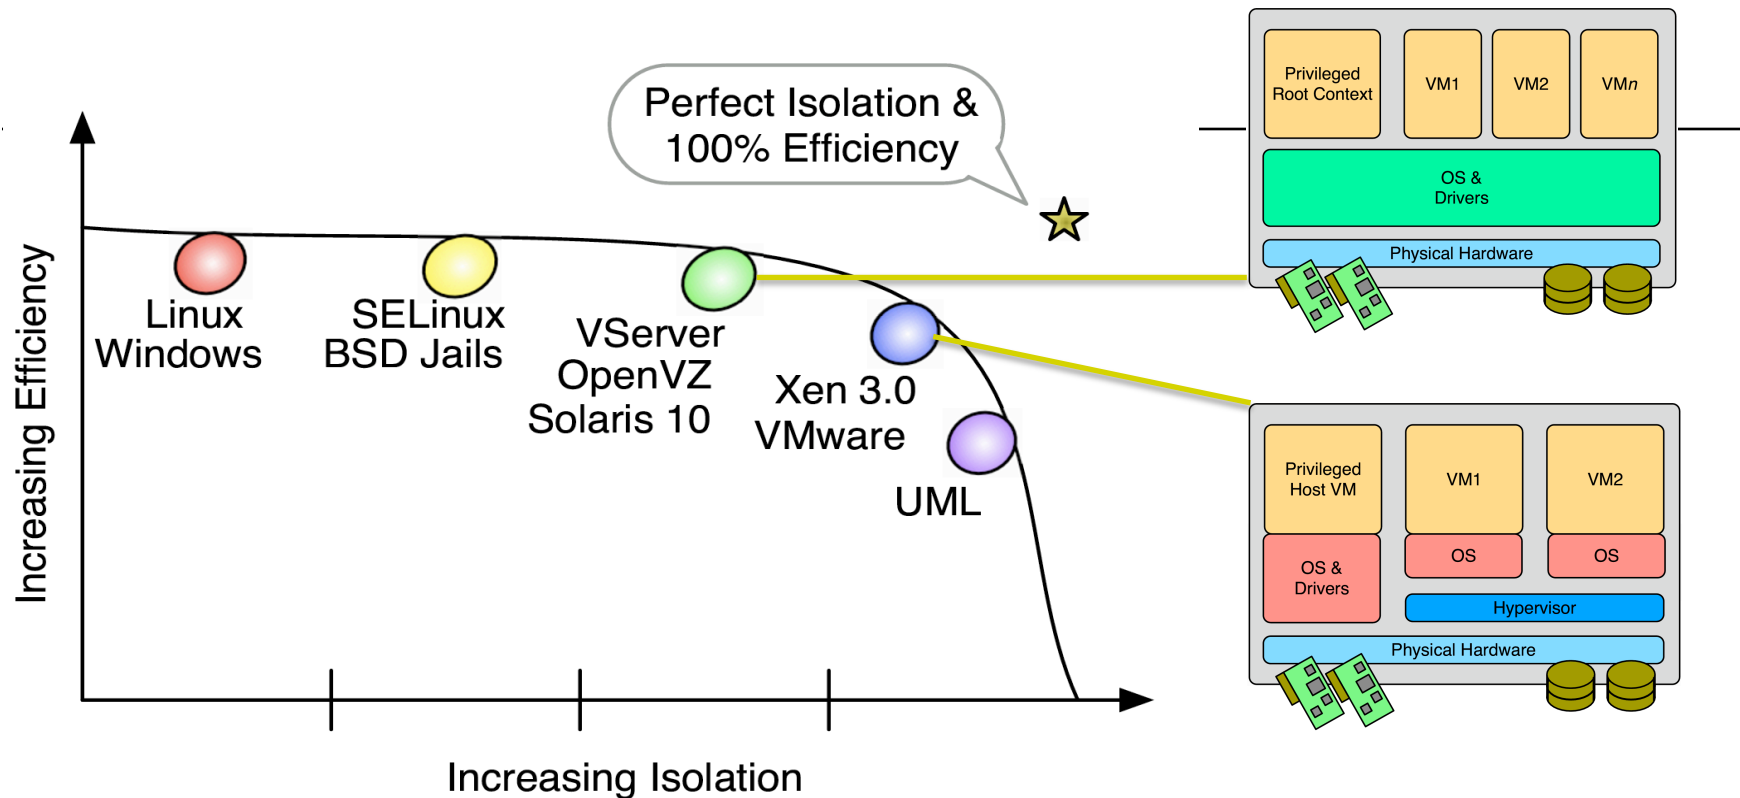 Perfect Isolation &
100% Efficiency
Increasing Efficiency
Linux
Windows
SELinux
BSD Jails
VServer
OpenVZ
Solaris 10
Xen 3.0
VMware
UML
Increasing Isolation
Privileged
Root Context
VM1
VM2
VMn
OS &
Drivers
Physical Hardware
Privileged
Host VM
VM1
VM2
OS &
Drivers
OS
OS
Hypervisor
Physical Hardware